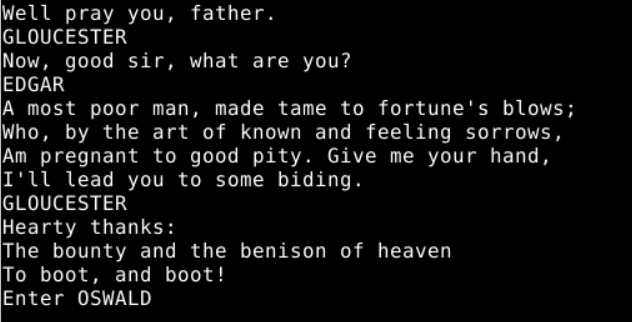 Well pray you, father.
GLOUCESTER
Now, good sir, what are you?
EDGAR
A most poor man, made tame to fortune's blows;
Who, by the art of known and feeling sorrows,
Am pregnant to good pity. Give me your hand,
I'll lead you to some biding.
GLOUCESTER
Hearty thanks:
The bounty and the benison of heaven
To boot, and boot!
Enter OSWALD